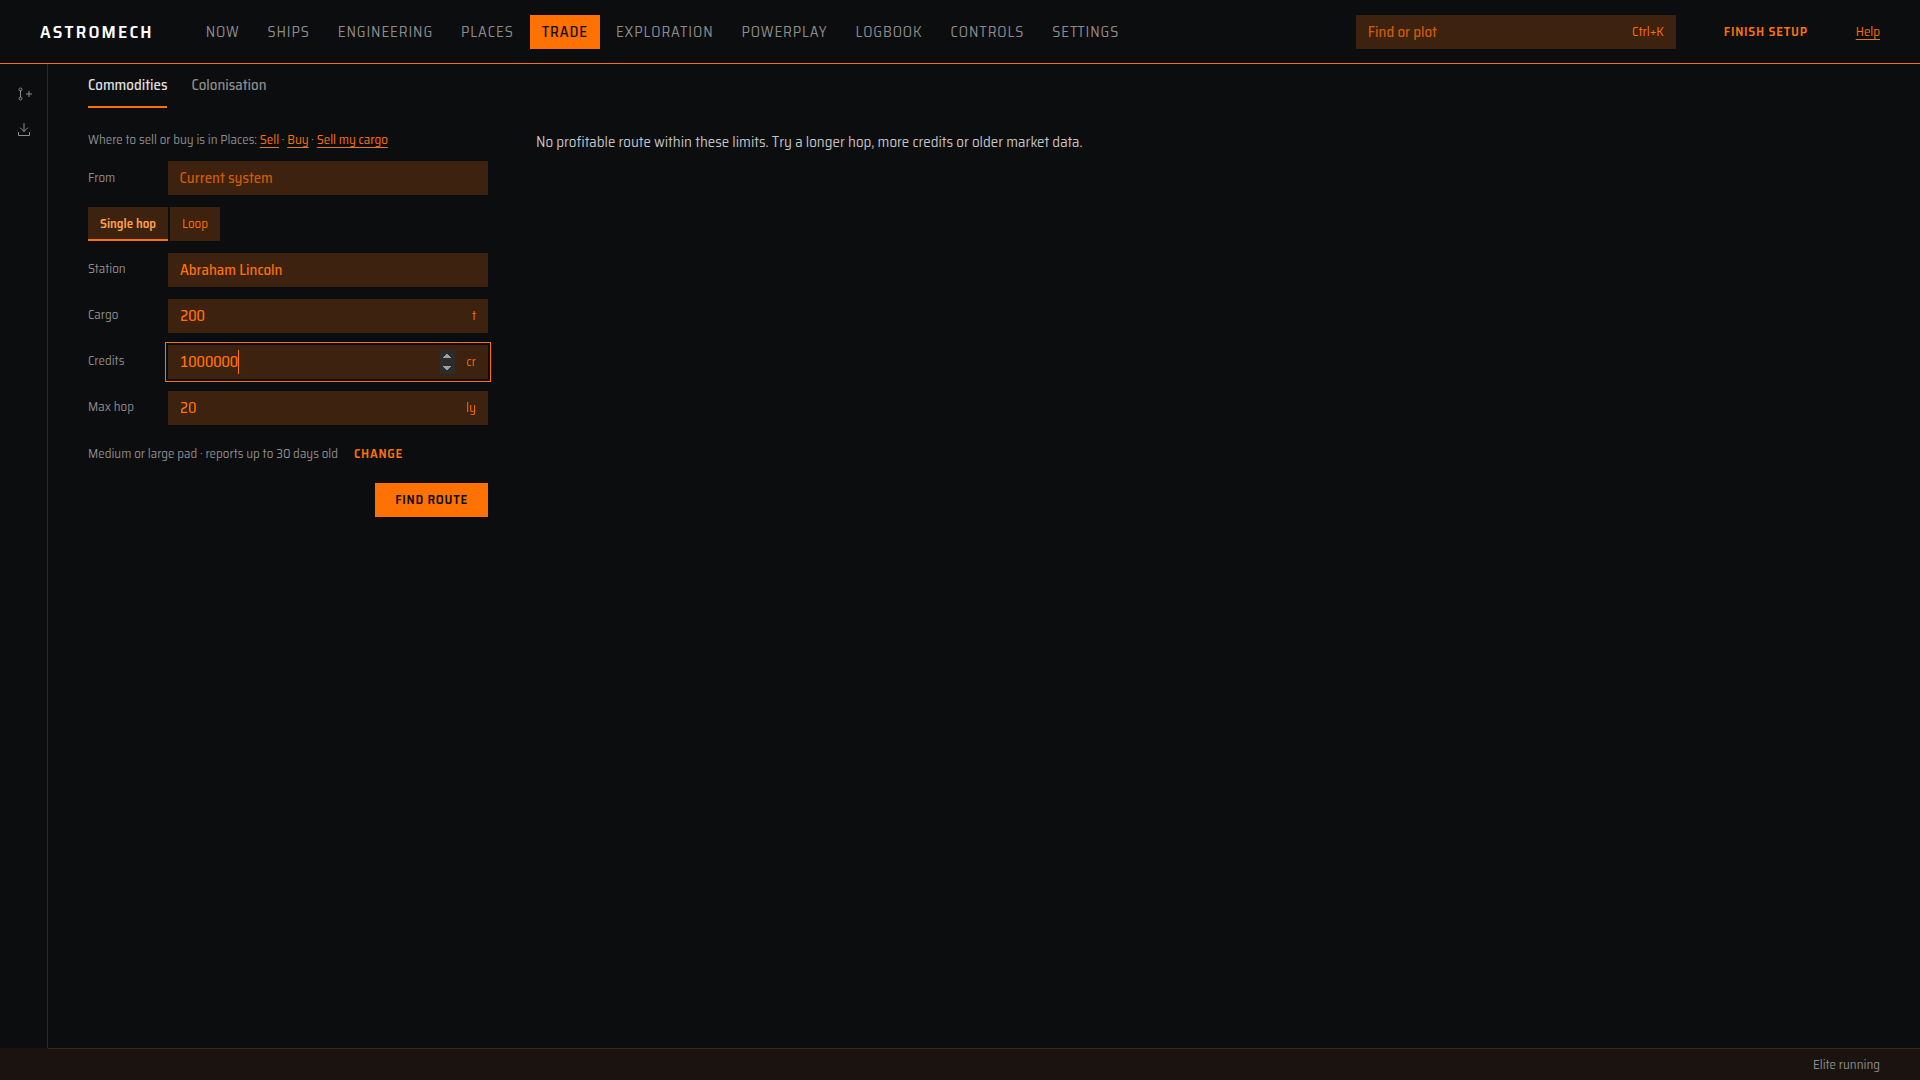 ASTROMECH NOW SHIPS ENGINEERING PLACES TRADE EXPLORATION POWERPLAY LOGBOOK CONTROLS SETTINGS Find or plot Ctrl+K FINISH SETUP Help
Commodities Colonisation
Where to sell or buy is in Places: Sell · Buy · Sell my cargo
From Current system
Single hop Loop
Station Abraham Lincoln
Cargo 200 t
Credits 1000000 cr
Max hop 20 ly
Medium or large pad · reports up to 30 days old CHANGE
FIND ROUTE
No profitable route within these limits. Try a longer hop, more credits or older market data.
Elite running